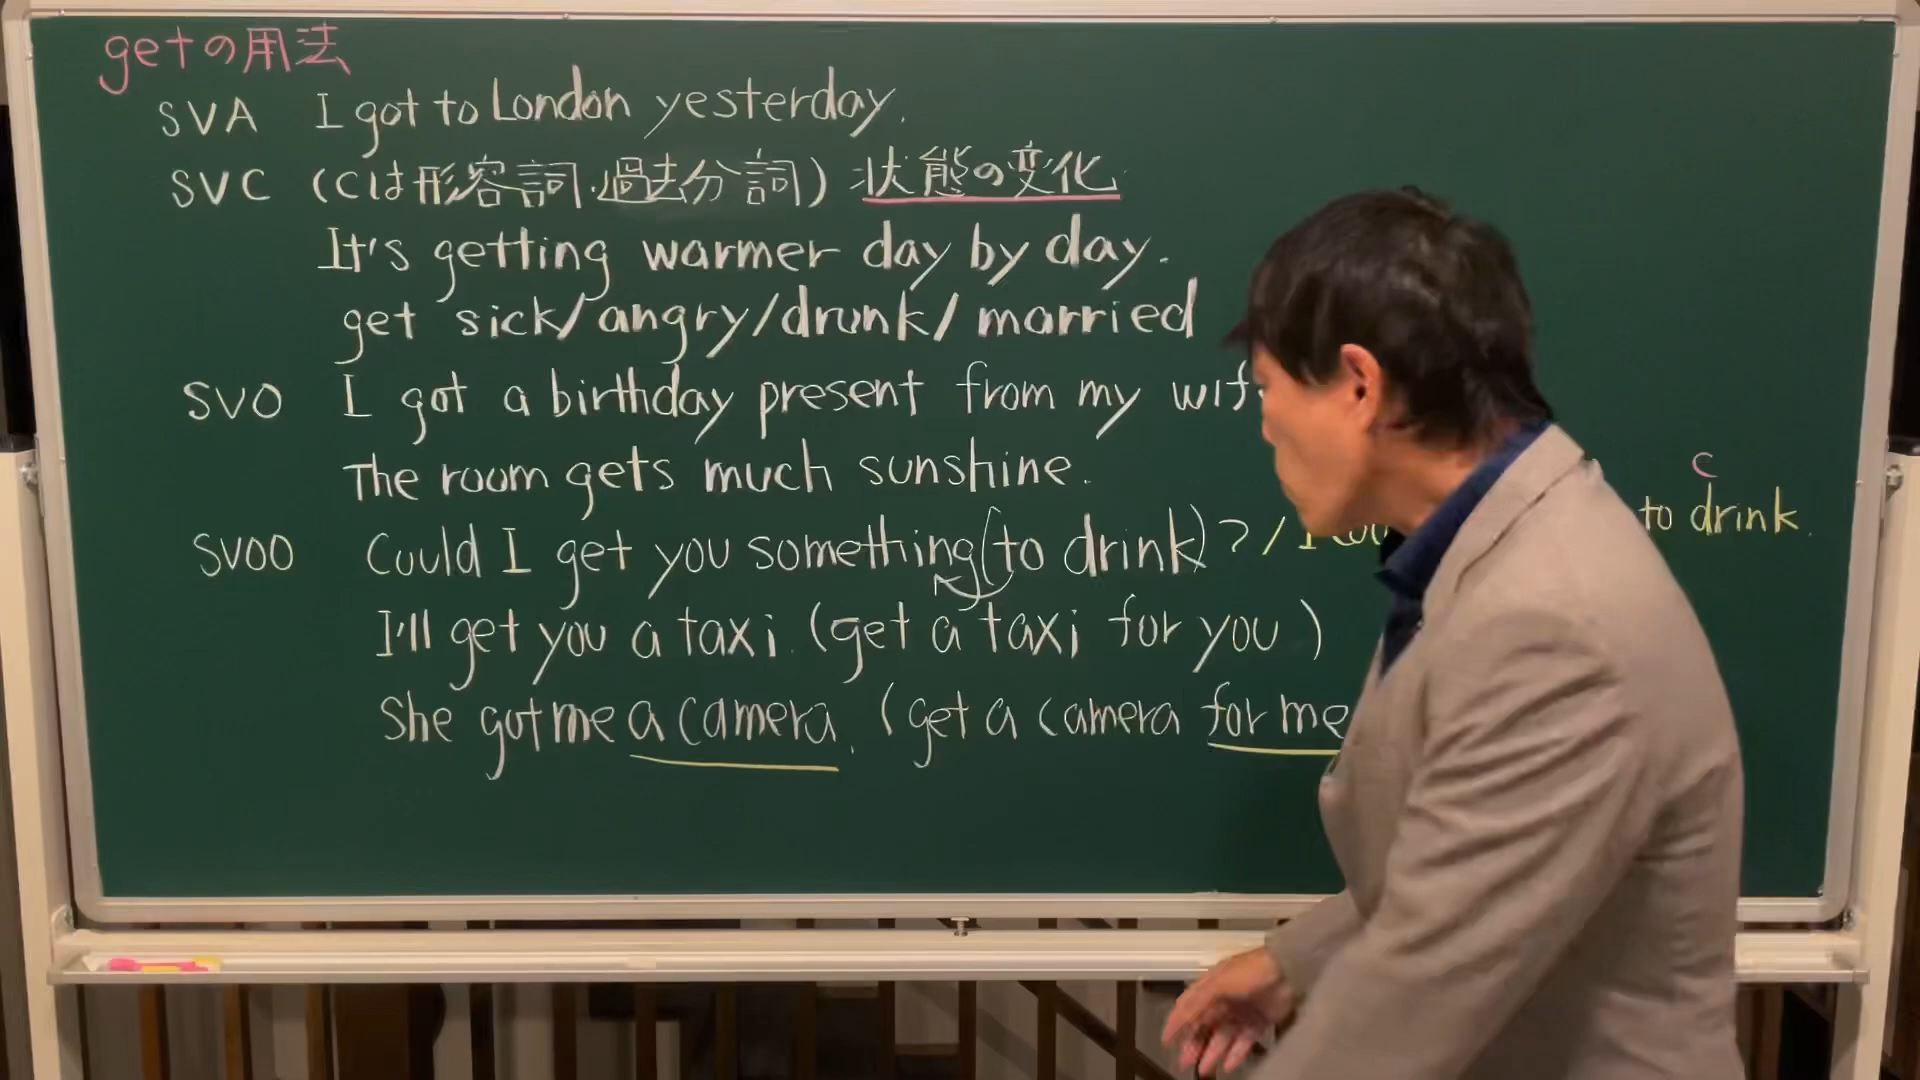 getの用法
SVA I got to London yesterday.
SVC (Cは形容詞・過去分詞) 状態の変化
It's getting warmer day by day.
get sick/angry/drunk/married
SVO I got a birthday present from my
The room gets much sunshine.
C
SVOO Could I get you something (to drink)? / I to drink.
I'll get you a taxi. (get a taxi for you)
She got me a camera. (get a camera for me